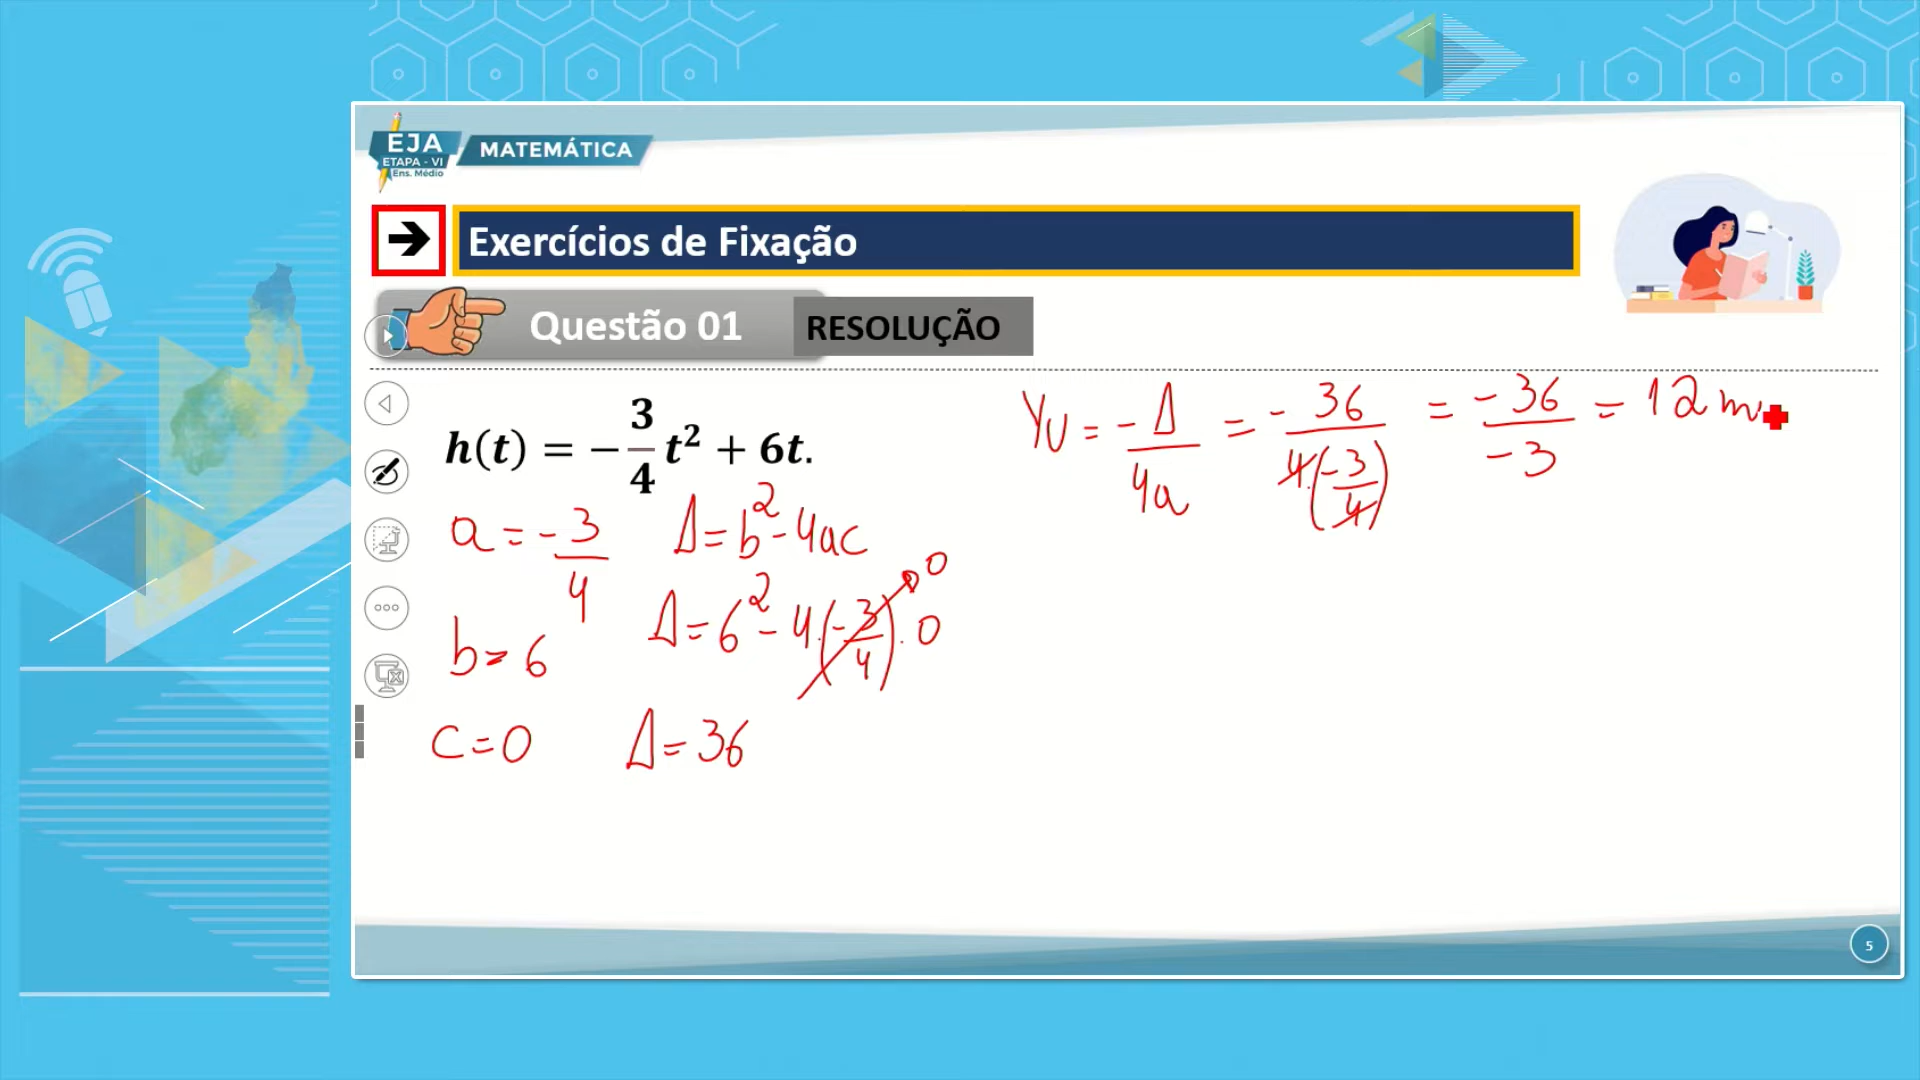 EJA
ETAPA - VI
Ens. Médio
MATEMÁTICA
Exercícios de Fixação
Questão 01 RESOLUÇÃO
h(t) = -3/4 t² + 6t.
a = -3/4
b = 6
c = 0
Δ = b² - 4ac
Δ = 6² - 4.(-3/4).0 0
Δ = 36
Yv = -Δ/4a = -36/4.(-3/4) = -36/-3 = 12 m
5